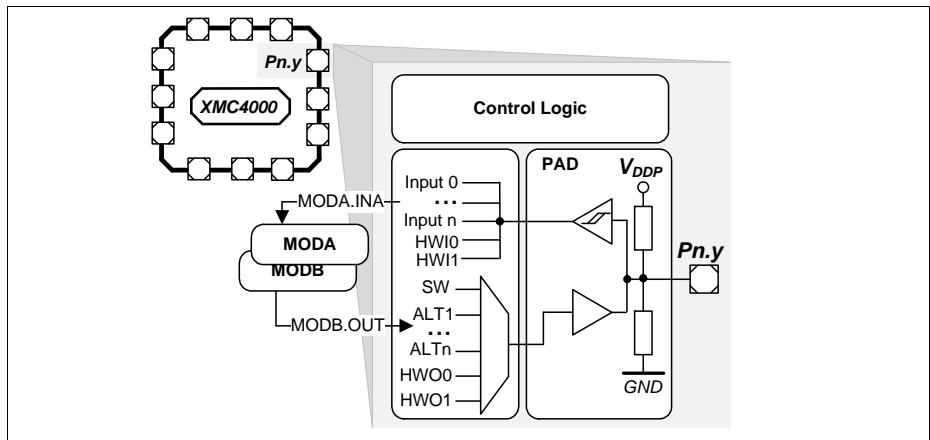 Pn.y
XMC4000
Control Logic
PAD
VDDP
Input 0
...
Input n
HWI0
HWI1
MODA.INA
MODA
MODB
MODB.OUT
SW
ALT1
...
ALTn
HWO0
HWO1
Pn.y
GND